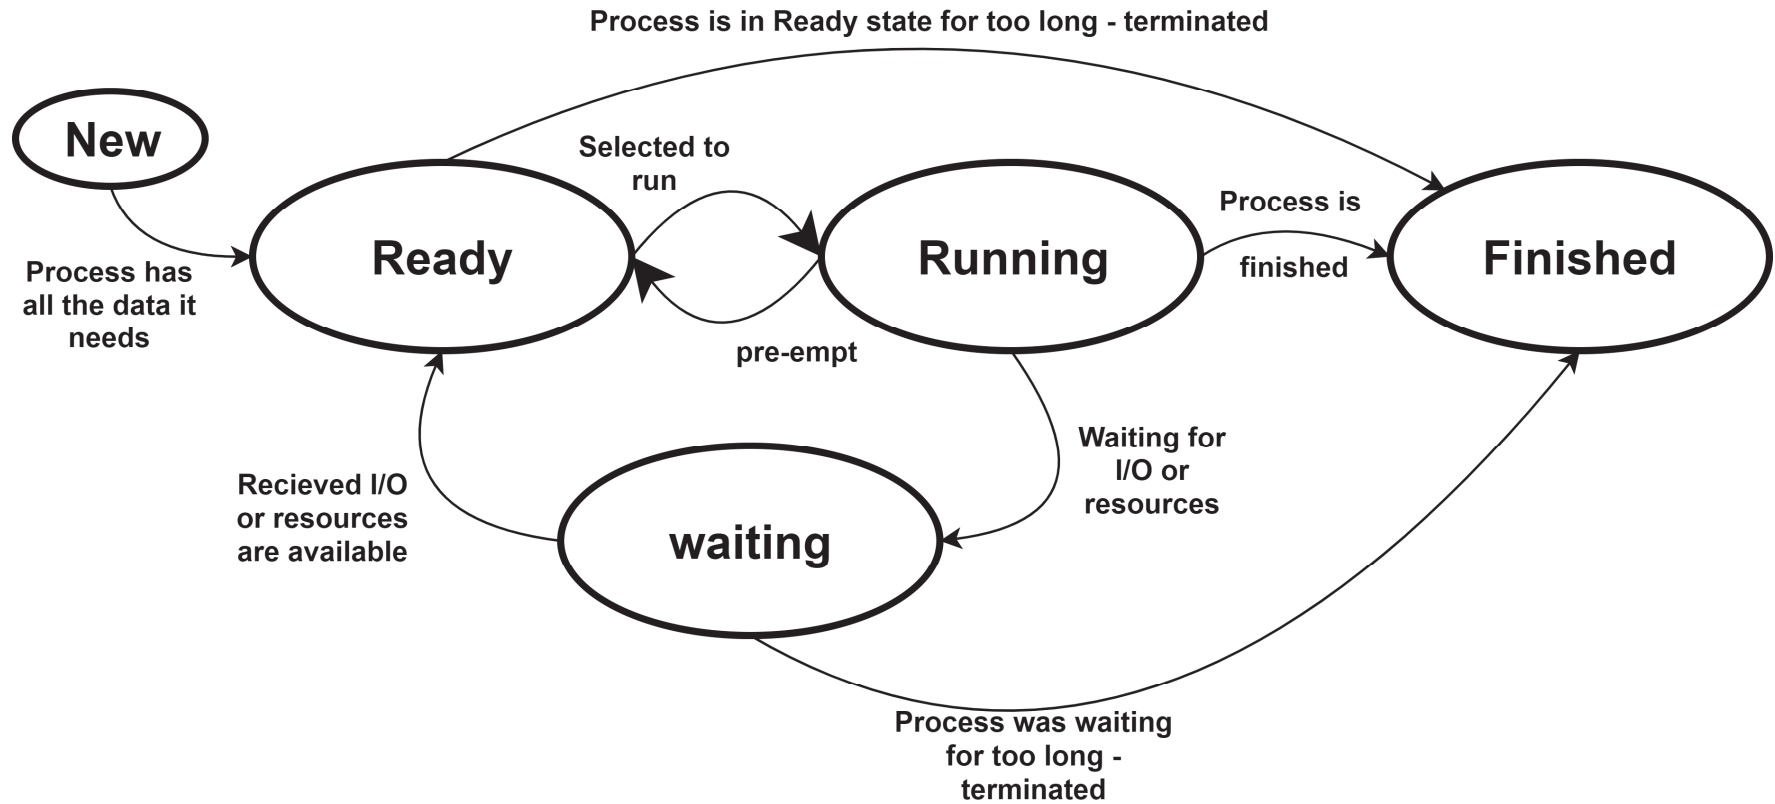 Process is in Ready state for too long - terminated
New
Selected to
run
Process is
finished
Ready
Running
Finished
Process has
all the data it
needs
pre-empt
Waiting for
I/O or
resources
Recieved I/O
or resources
are available
waiting
Process was waiting
for too long -
terminated